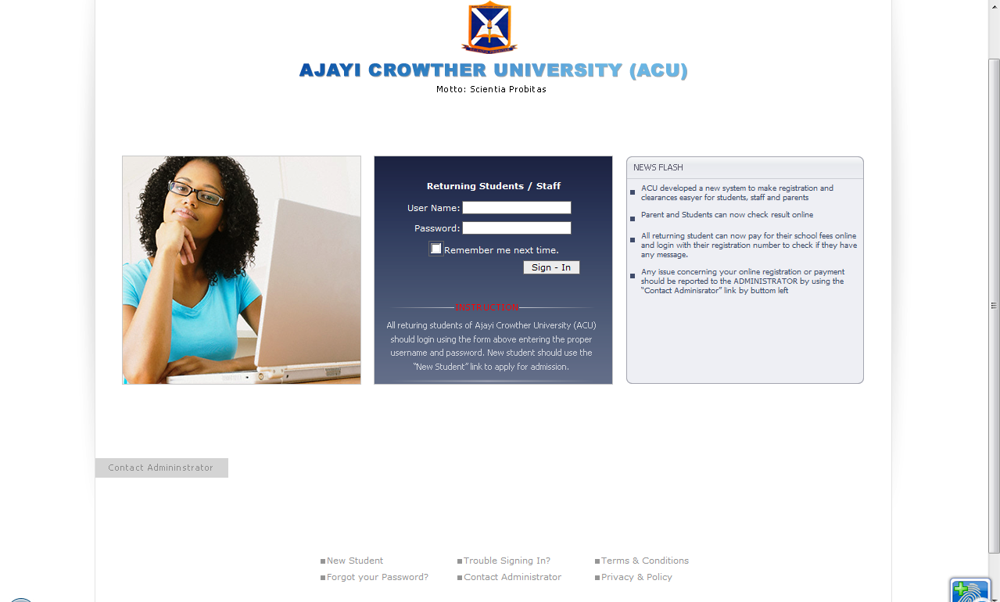 SCIENTIA PROBITAS
AJAYI CROWTHER UNIVERSITY (ACU)
Motto: Scientia Probitas
Returning Students / Staff
User Name:
Password:
Remember me next time.
Sign - In
INSTRUCTION
All returing students of Ajayi Crowther University (ACU)
should login using the form above entering the proper
username and password. New student should use the
“New Student” link to apply for admission.
NEWS FLASH
ACU developed a new system to make registration and
clearances easyer for students, staff and parents
Parent and Students can now check result online
All returning student can now pay for their school fees online
and login with their registration number to check if they have
any message.
Any issue concerning your online registration or payment
should be reported to the ADMINISTRATOR by using the
“Contact Adminisrator” link by buttom left
Contact Admininstrator
New Student
Trouble Signing In?
Terms & Conditions
Forgot your Password?
Contact Administrator
Privacy & Policy